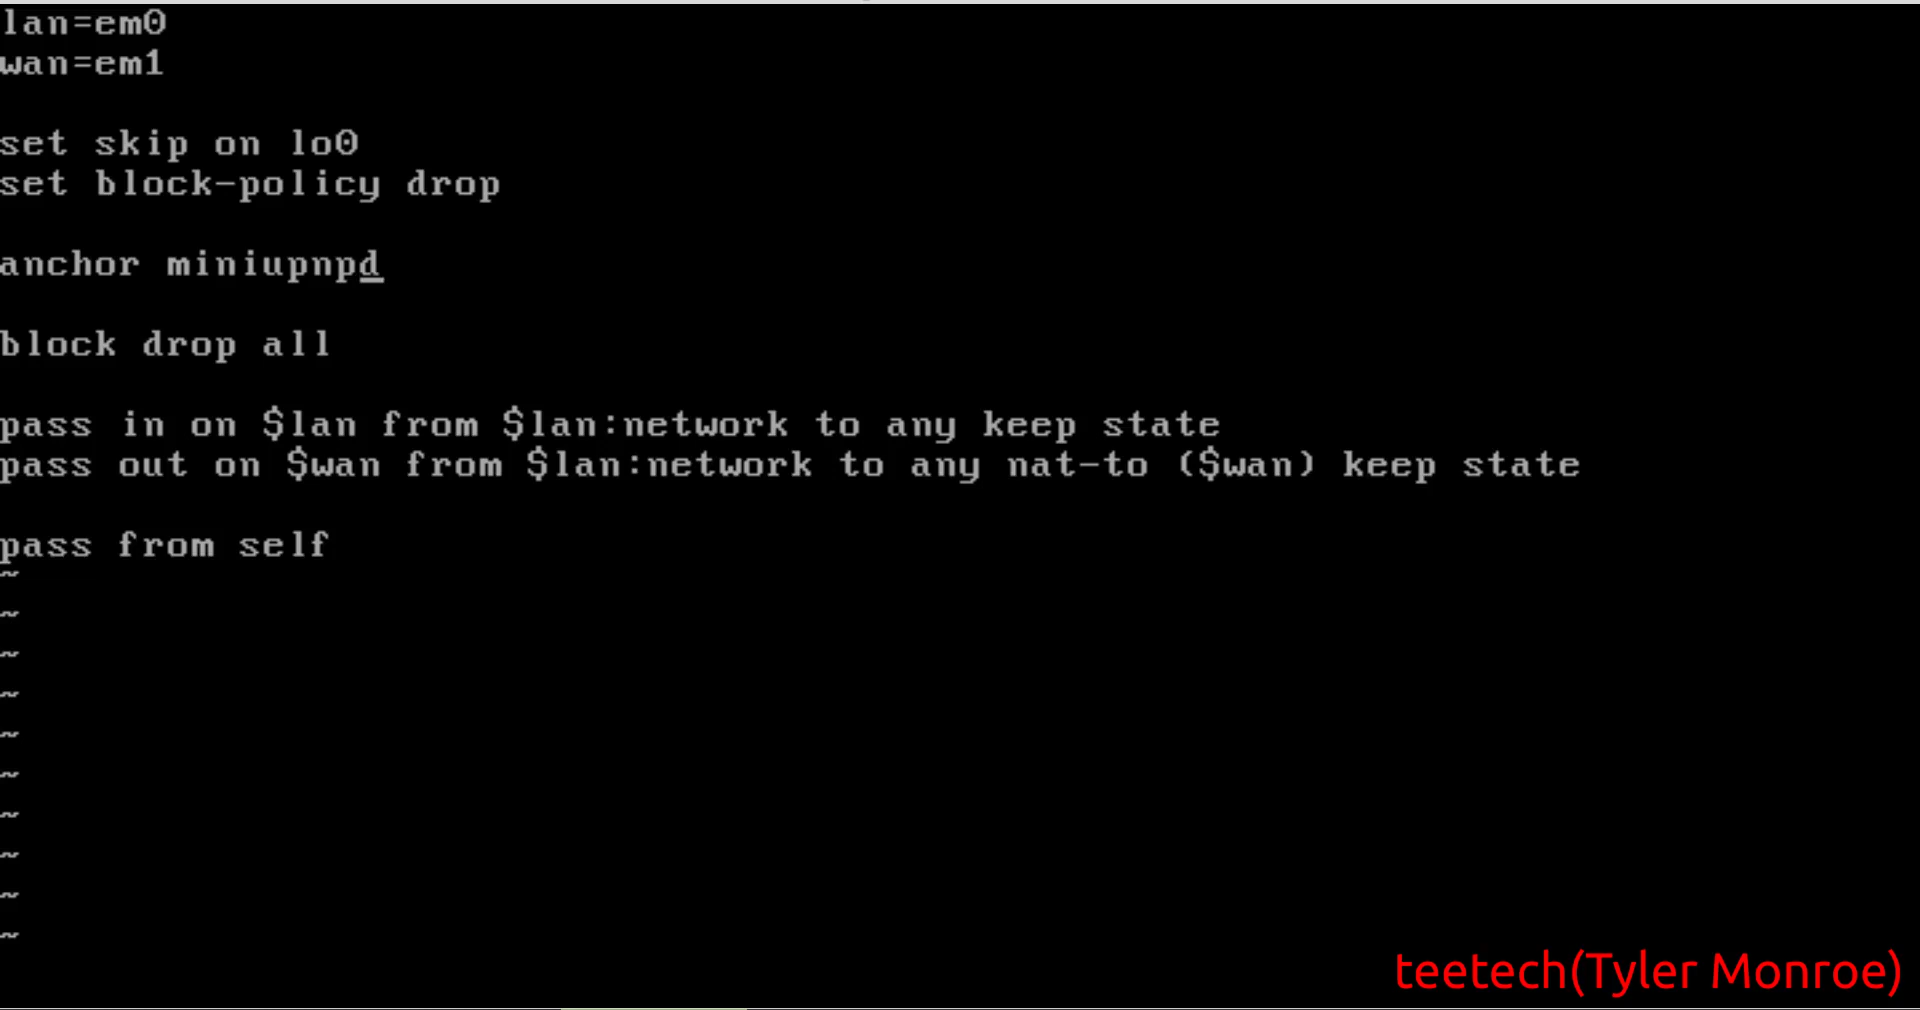 lan=em0
wan=em1
set skip on lo0
set block-policy drop
anchor miniupnpd
block drop all
pass in on $lan from $lan:network to any keep state
pass out on $wan from $lan:network to any nat-to ($wan) keep state
pass from self
~
~
~
~
~
~
~
~
~
~
teetech(Tyler Monroe)